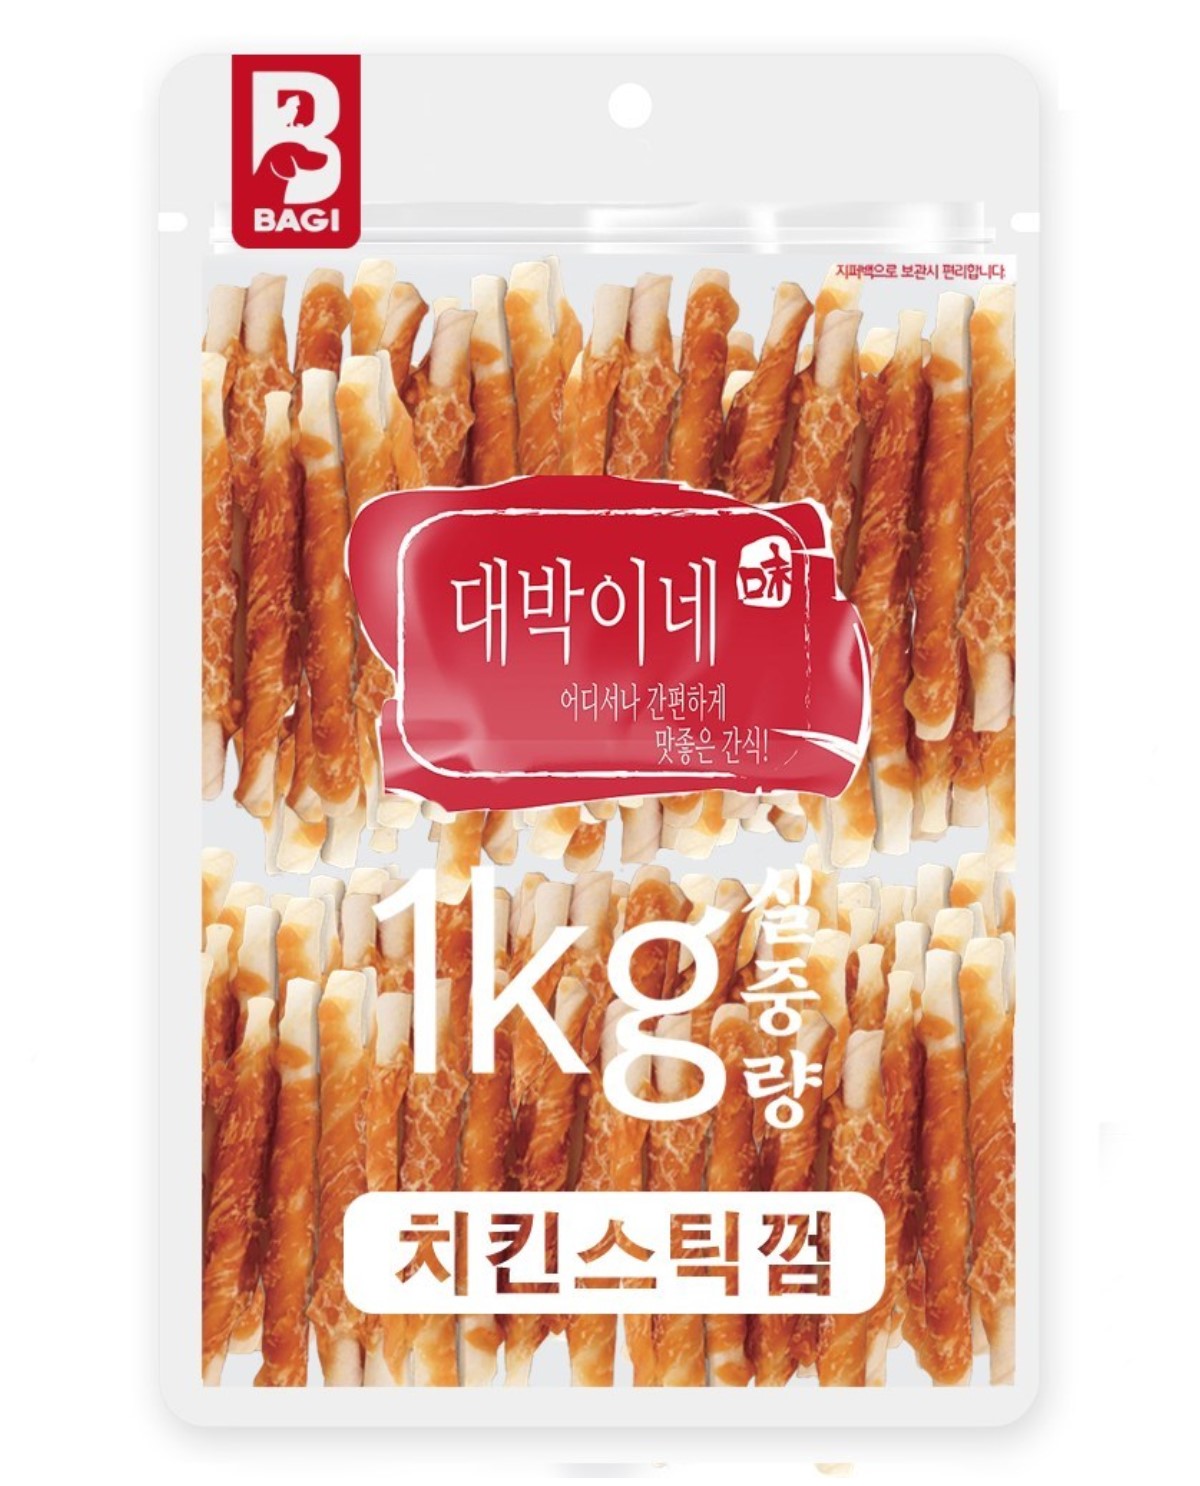 BAGI
지퍼백으로 보관시 편리합니다
대박이네 味
어디서나 간편하게
맛좋은 간식!
1kg 실중량
치킨스틱껌